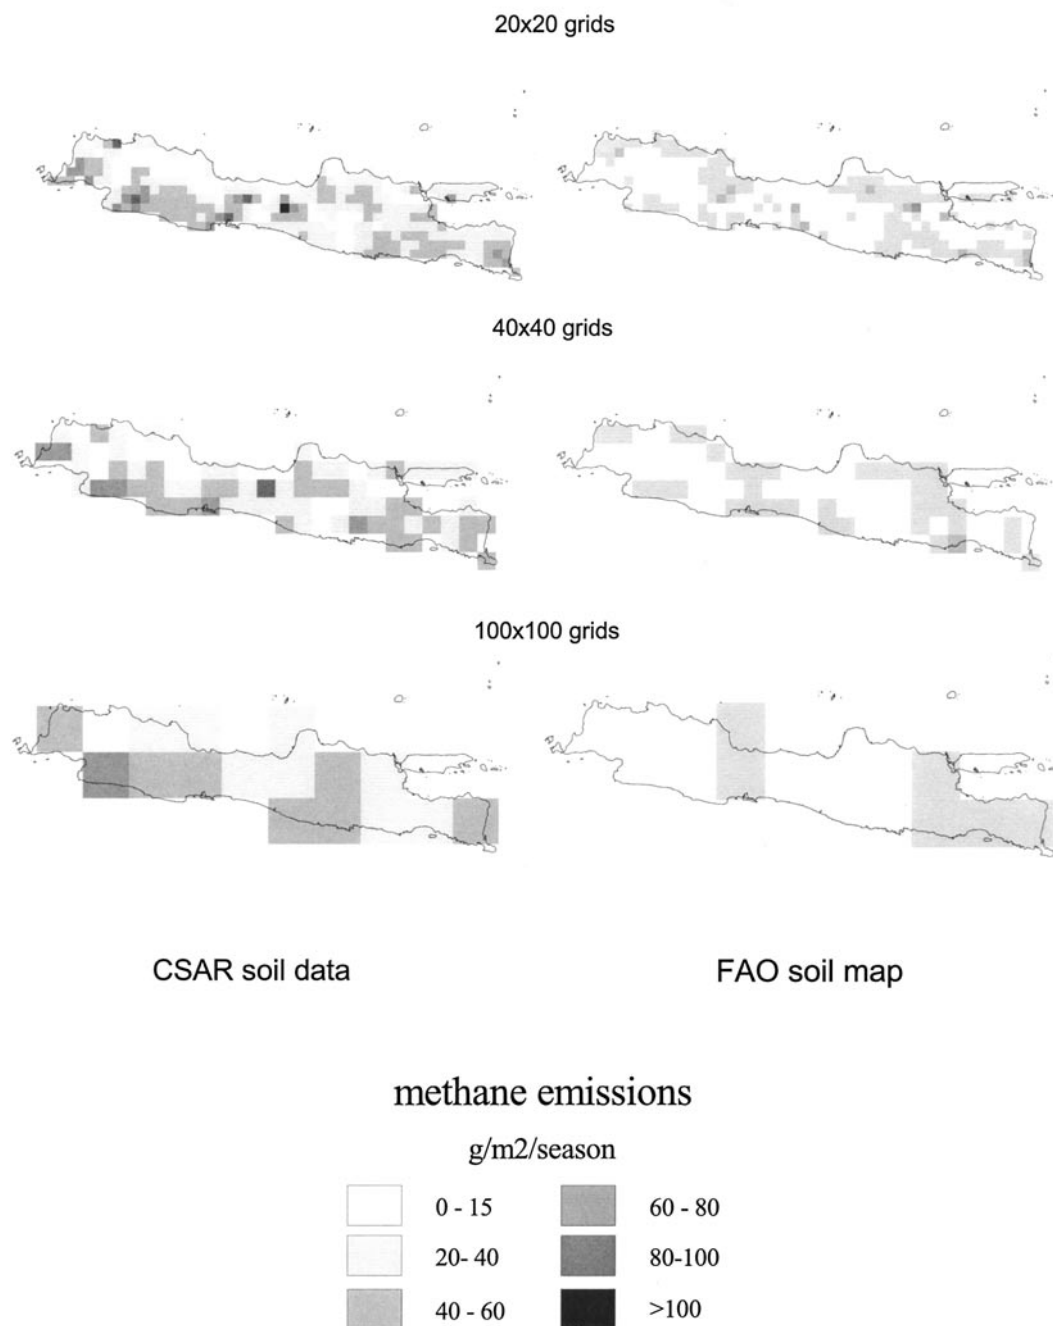 20x20 grids
40x40 grids
100x100 grids
CSAR soil data
FAO soil map
methane emissions
g/m2/season
0 - 15
60 - 80
20- 40
80-100
40 - 60
>100